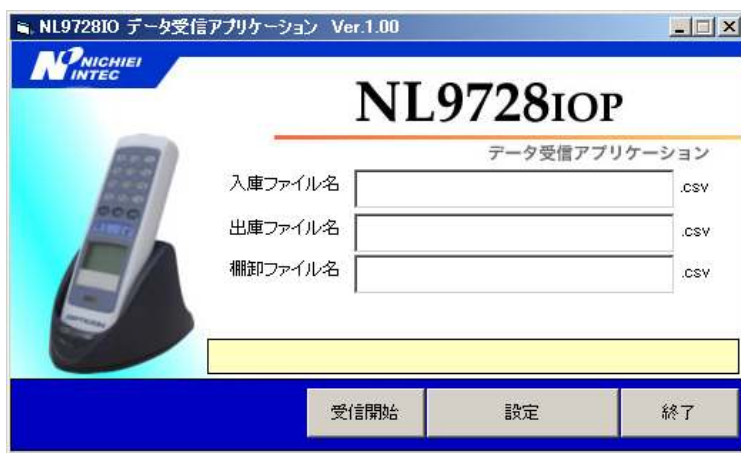 NL9728IO データ受信アプリケーション Ver.1.00
NICHIEI
INTEC
NL9728IOP
データ受信アプリケーション
入庫ファイル名 .csv
出庫ファイル名 .csv
棚卸ファイル名 .csv
受信開始 設定 終了